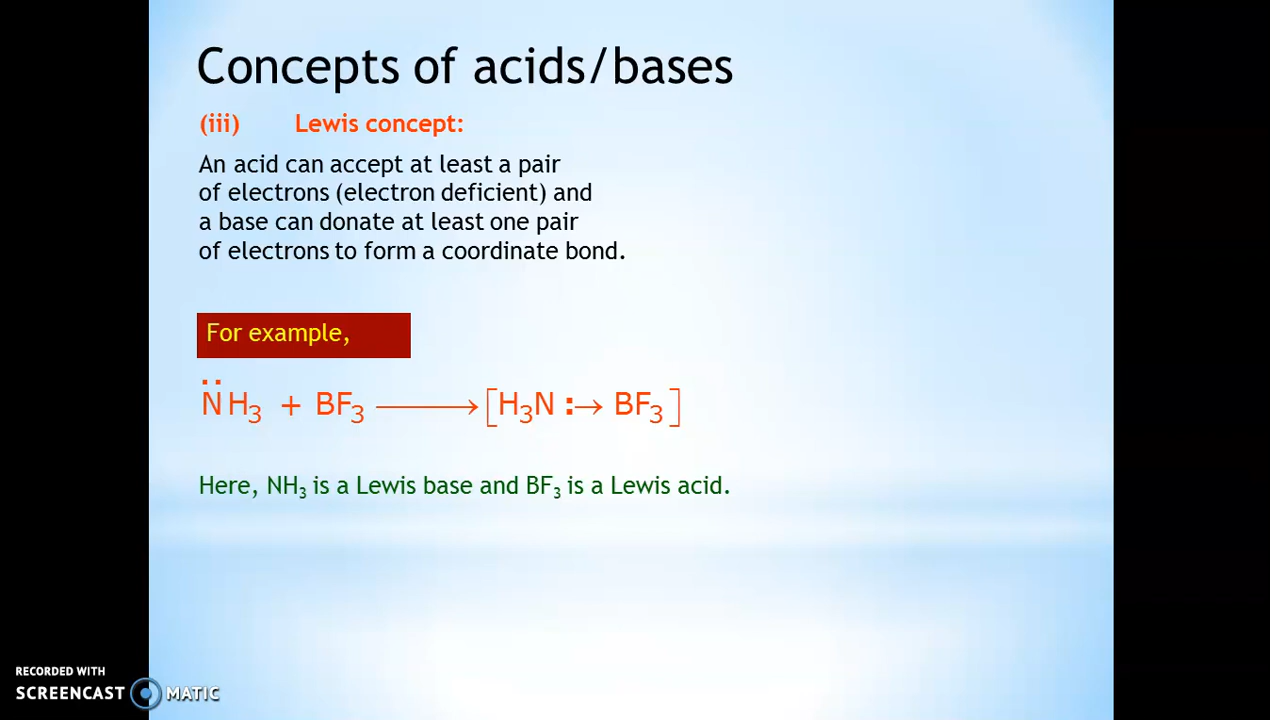 Concepts of acids/bases
(iii) Lewis concept:
An acid can accept at least a pair
of electrons (electron deficient) and
a base can donate at least one pair
of electrons to form a coordinate bond.
For example,
N̈H₃ + BF₃ ⟶ [H₃N :→ BF₃]
Here, NH₃ is a Lewis base and BF₃ is a Lewis acid.
RECORDED WITH
SCREENCAST MATIC